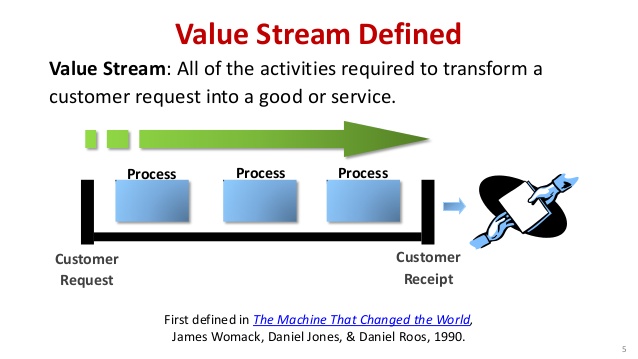 Value Stream Defined
Value Stream: All of the activities required to transform a
customer request into a good or service.
Process
Process
Process
Customer
Request
Customer
Receipt
First defined in The Machine That Changed the World,
James Womack, Daniel Jones, & Daniel Roos, 1990.
5